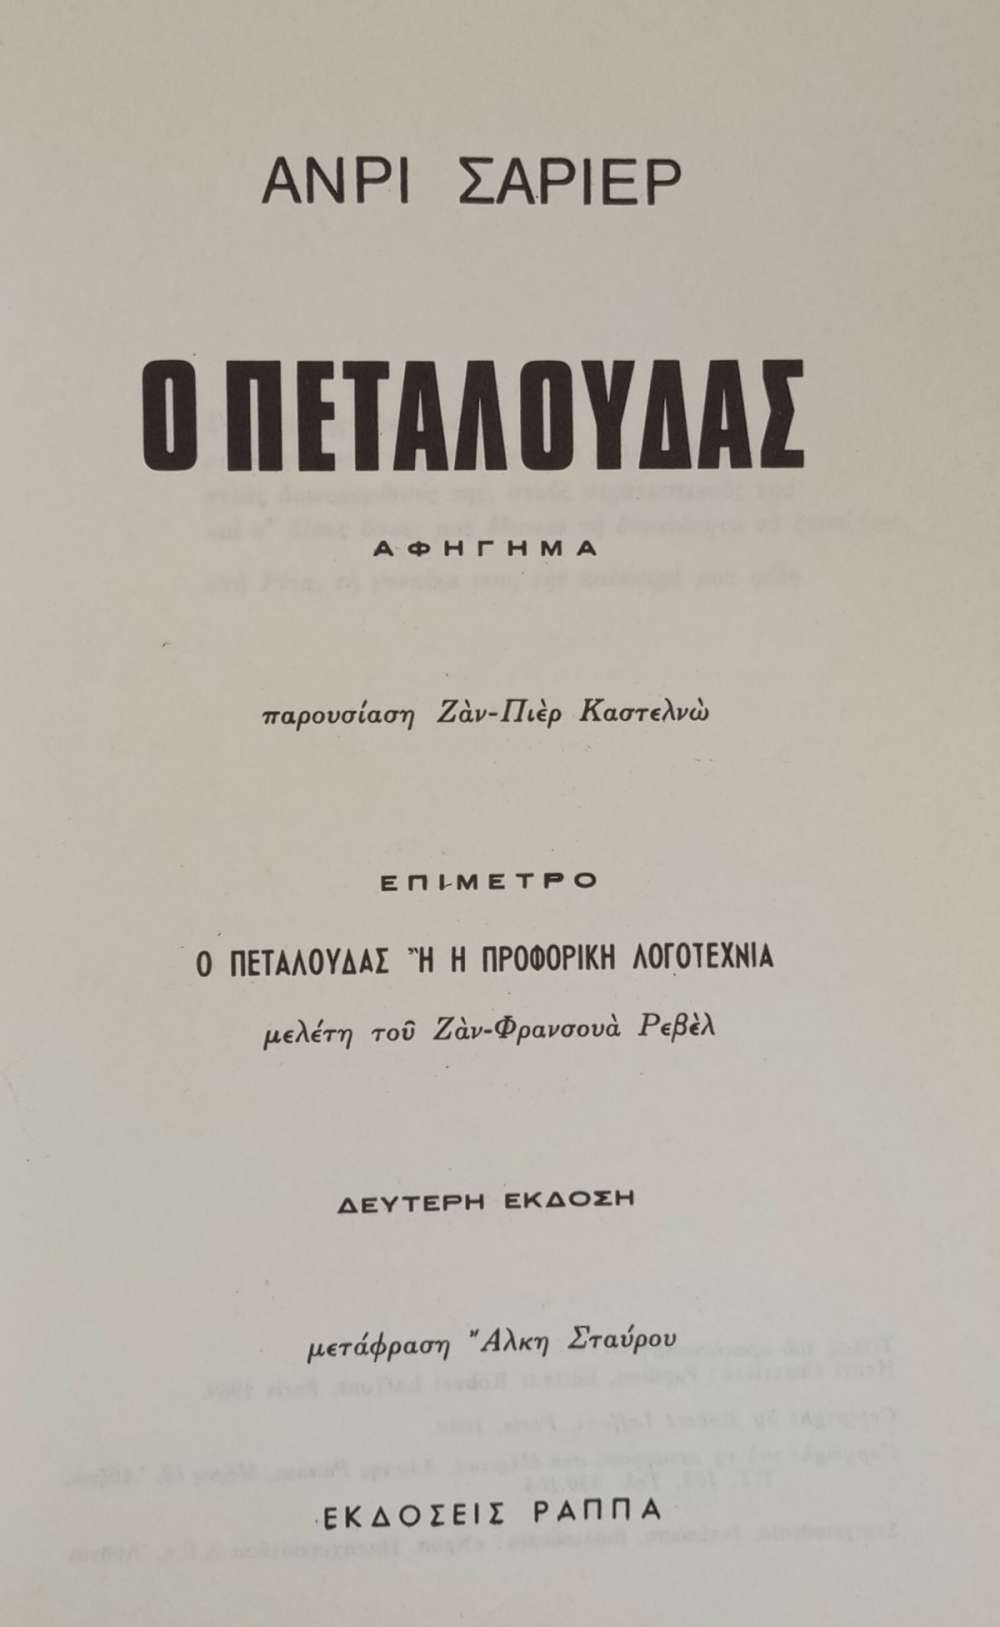 ΑΝΡΙ ΣΑΡΙΕΡ
Ο ΠΕΤΑΛΟΥΔΑΣ
ΑΦΗΓΗΜΑ
παρουσίαση Ζὰν-Πιὲρ Καστελνὼ
ΕΠΙΜΕΤΡΟ
Ο ΠΕΤΑΛΟΥΔΑΣ Ἢ Η ΠΡΟΦΟΡΙΚΗ ΛΟΓΟΤΕΧΝΙΑ
μελέτη τοῦ Ζὰν-Φρανσουὰ Ρεβὲλ
ΔΕΥΤΕΡΗ ΕΚΔΟΣΗ
μετάφραση Ἄλκη Σταύρου
ΕΚΔΟΣΕΙΣ ΡΑΠΠΑ